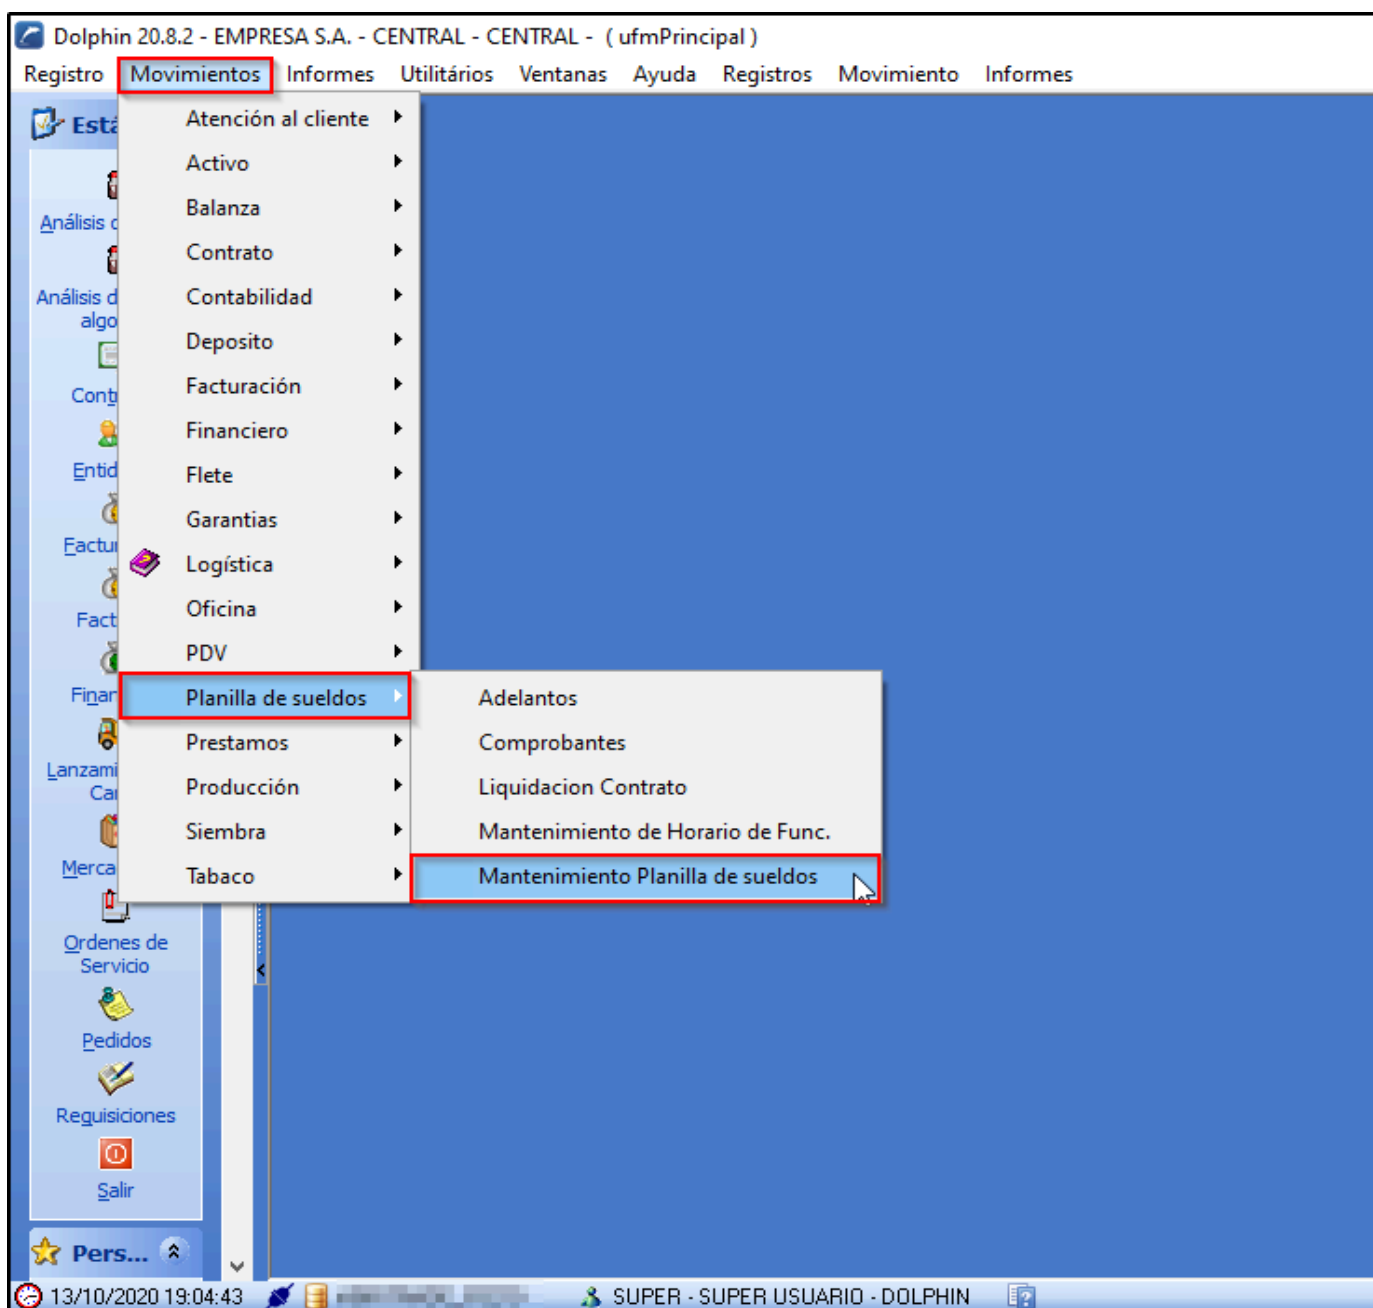 Dolphin 20.8.2 - EMPRESA S.A. - CENTRAL - CENTRAL - ( ufmPrincipal )
Registro Movimientos Informes Utilitários Ventanas Ayuda Registros Movimiento Informes
Atención al cliente
Activo
Balanza
Contrato
Contabilidad
Deposito
Facturación
Financiero
Flete
Garantias
Logística
Oficina
PDV
Planilla de sueldos
Prestamos
Producción
Siembra
Tabaco
Adelantos
Comprobantes
Liquidacion Contrato
Mantenimiento de Horario de Func.
Mantenimiento Planilla de sueldos
Análisis
Análisis
Ordenes de
Servicio
Pedidos
Requisiciones
Salir
Pers...
13/10/2020 19:04:43 SUPER - SUPER USUARIO - DOLPHIN